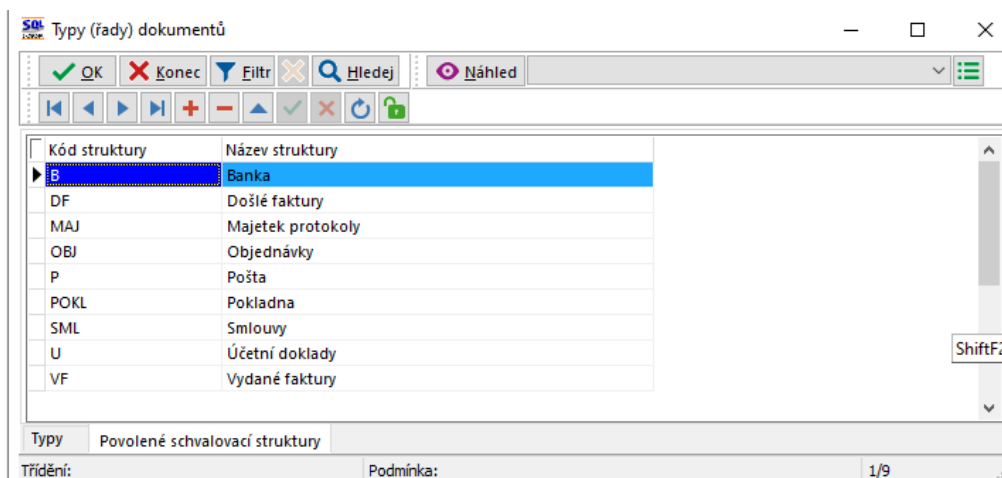 SQL
Typy (řady) dokumentů
OK Konec Filtr Hledej Náhled
Kód struktury Název struktury
B Banka
DF Došlé faktury
MAJ Majetek protokoly
OBJ Objednávky
P Pošta
POKL Pokladna
SML Smlouvy
U Účetní doklady
VF Vydané faktury
ShiftF2
Typy Povolené schvalovací struktury
Třídění: Podmínka: 1/9